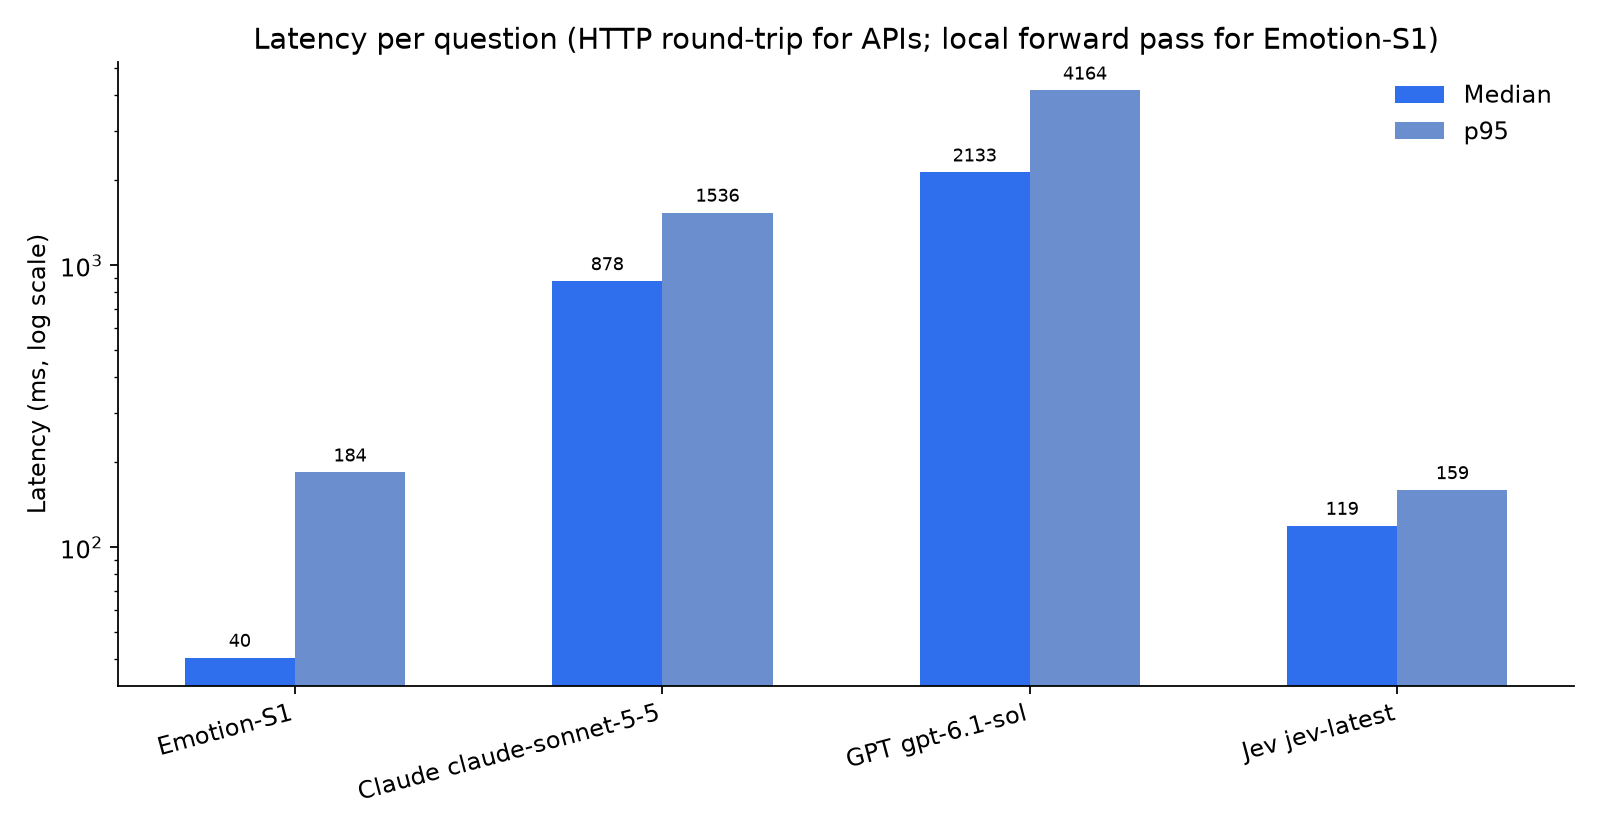 Latency per question (HTTP round-trip for APIs; local forward pass for Emotion-S1)
Median
p95
Latency (ms, log scale)
10³
10²
40
184
878
1536
2133
4164
119
159
Emotion-S1
Claude claude-sonnet-5-5
GPT gpt-6.1-sol
Jev jev-latest